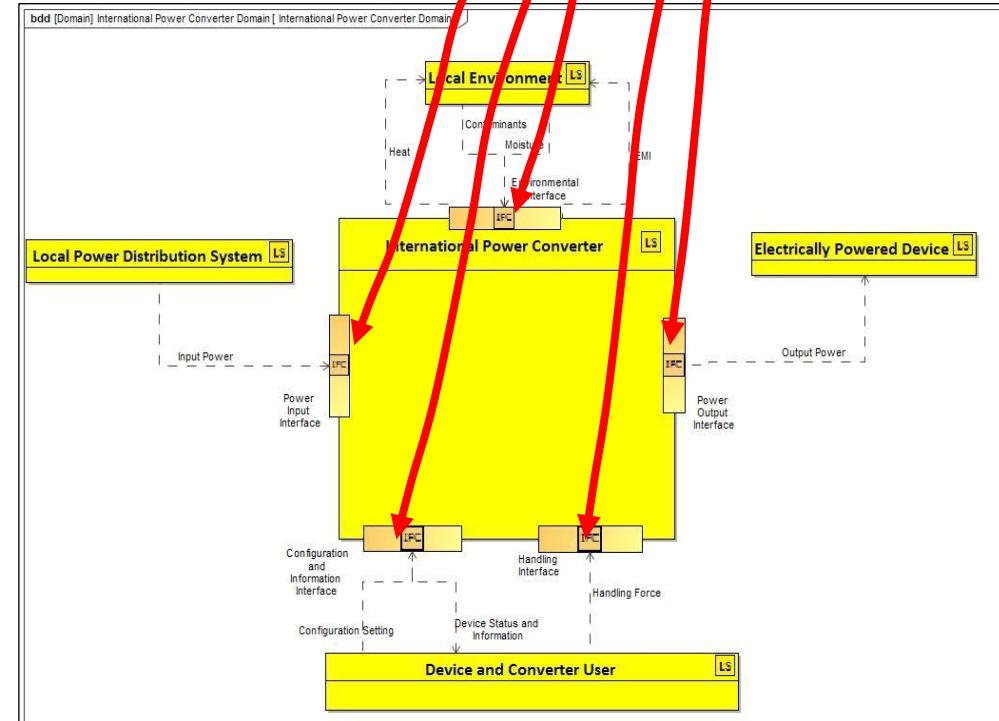 bdd [Domain] International Power Converter Domain [ International Power Converter Domain
Local Environment LS
Contaminants
Moisture
Heat
EMI
Environmental
Interface
IFC
International Power Converter LS
Local Power Distribution System LS
Electrically Powered Device LS
Input Power
IFC
IFC
Output Power
Power
Input
Interface
Power
Output
Interface
IFC
IFC
Configuration
and
Information
Interface
Handling
Interface
Handling Force
Configuration Setting
Device Status and
Information
Device and Converter User LS